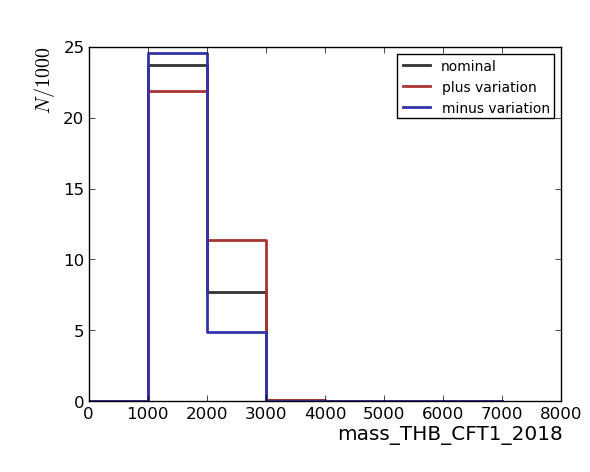 N/1000
25
20
15
10
5
0
nominal
plus variation
minus variation
0 1000 2000 3000 4000 5000 6000 7000 8000
mass_THB_CFT1_2018